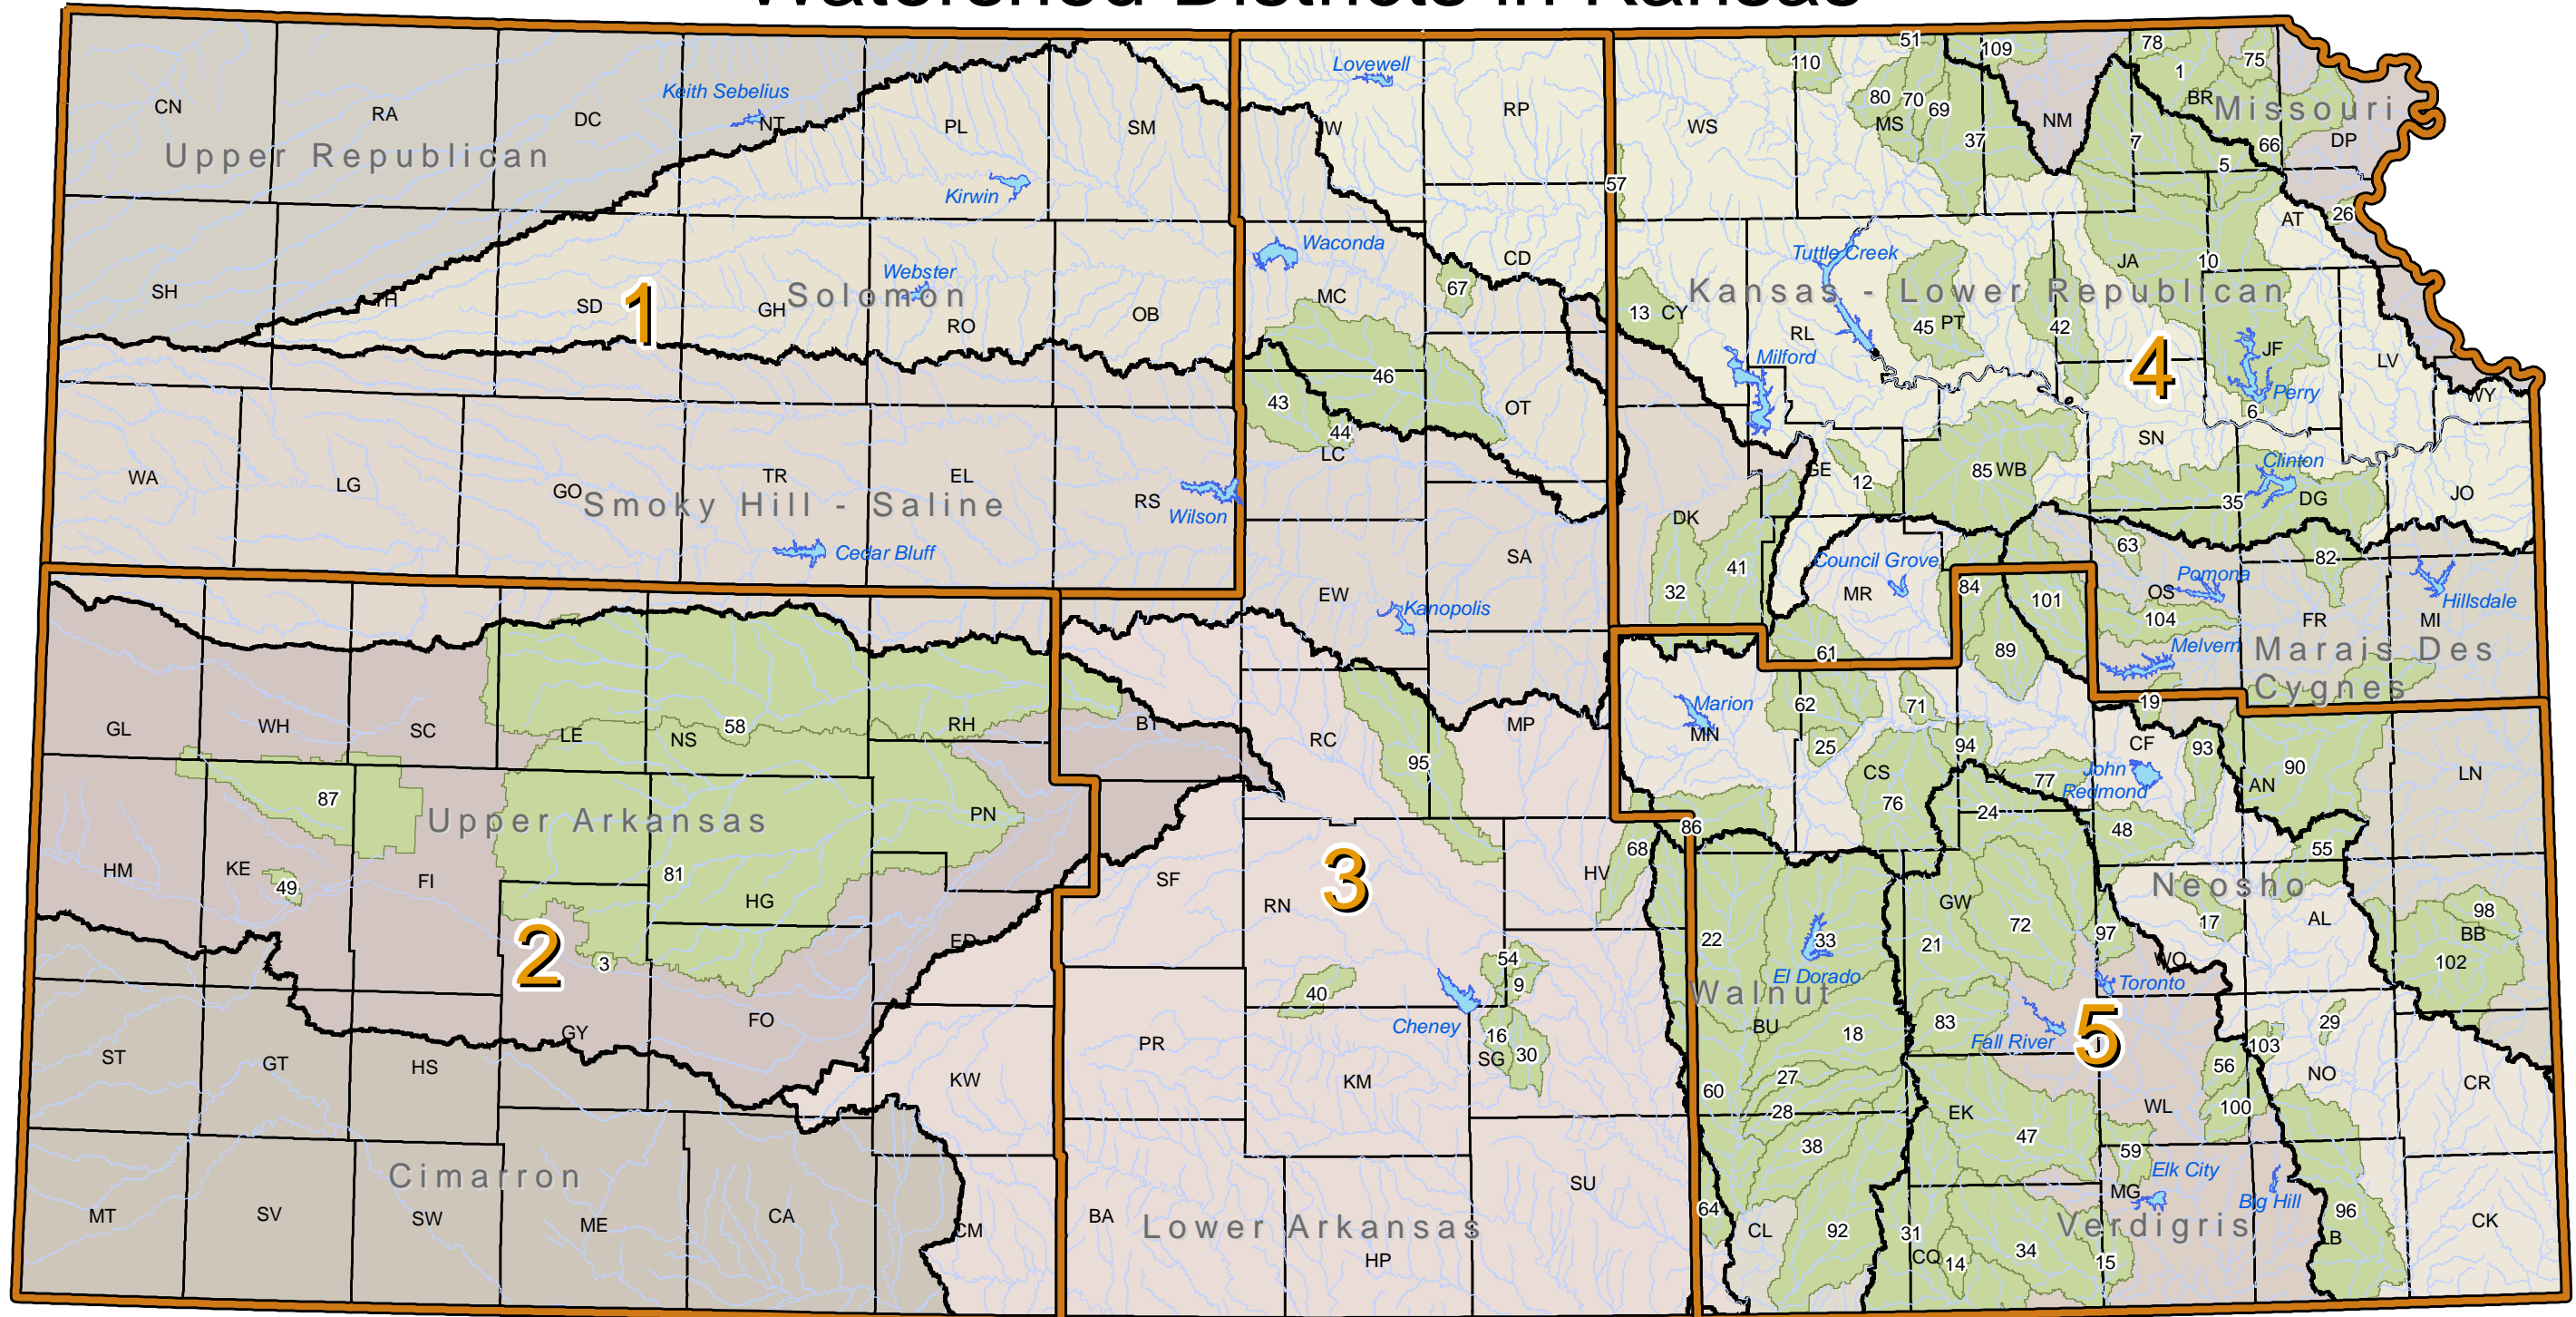 Watershed Districts in Kansas
51
109
78
75
110
Lovewell
1
CN
RA
DC
Keith Sebelius
NT
PL
SM
W
RP
WS
80
70
69
MS
37
NM
7
BR
Missouri
66
DP
5
Upper Republican
Kirwin
57
26
AT
SH
TH
SD
1
GH
Solomon
Webster
RO
OB
Waconda
MC
67
CD
13
CY
Tuttle Creek
Kansas - Lower Republican
RL
45
PT
42
JA
10
4
JF
LV
Milford
Perry
6
WY
46
43
44
LC
OT
SN
WA
LG
GO
TR
EL
RS
Wilson
Smoky Hill - Saline
Cedar Bluff
GE
12
85
WB
Clinton
35
DG
JO
DK
41
32
SA
EW
Kanopolis
Council Grove
MR
84
101
63
OS
Pomona
104
Melvern
82
FR
Hillsdale
MI
Marais Des
Cygnes
61
89
GL
WH
SC
LE
NS
58
RH
BT
RC
95
MP
Marion
MN
62
25
71
94
CS
76
LY
77
24
19
CF
93
John
Redmond
90
AN
LN
87
Upper Arkansas
PN
86
68
48
55
HM
KE
49
FI
81
HG
SF
RN
3
HV
GW
72
Neosho
17
AL
98
BB
102
2
3
ED
22
33
El Dorado
21
97
WO
Toronto
Walnut
54
9
40
Cheney
16
30
SG
FO
GY
ST
GT
HS
KW
PR
KM
BU
18
83
Fall River
5
103
29
56
NO
CR
60
27
28
38
EK
47
WL
100
59
Elk City
MG
Big Hill
Cimarron
MT
SV
SW
ME
CA
CM
BA
Lower Arkansas
HP
SU
64
CL
92
31
CQ
14
34
15
Verdigris
96
LB
CK